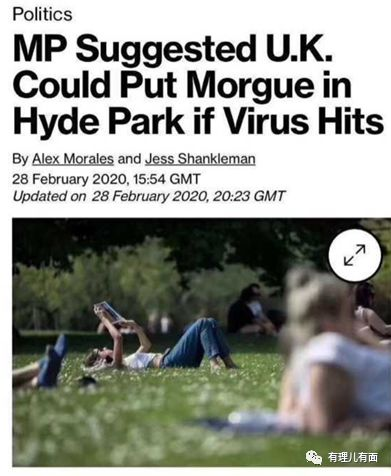 Politics
MP Suggested U.K.
Could Put Morgue in
Hyde Park if Virus Hits
By Alex Morales and Jess Shankleman
28 February 2020, 15:54 GMT
Updated on 28 February 2020, 20:23 GMT
有理儿有面